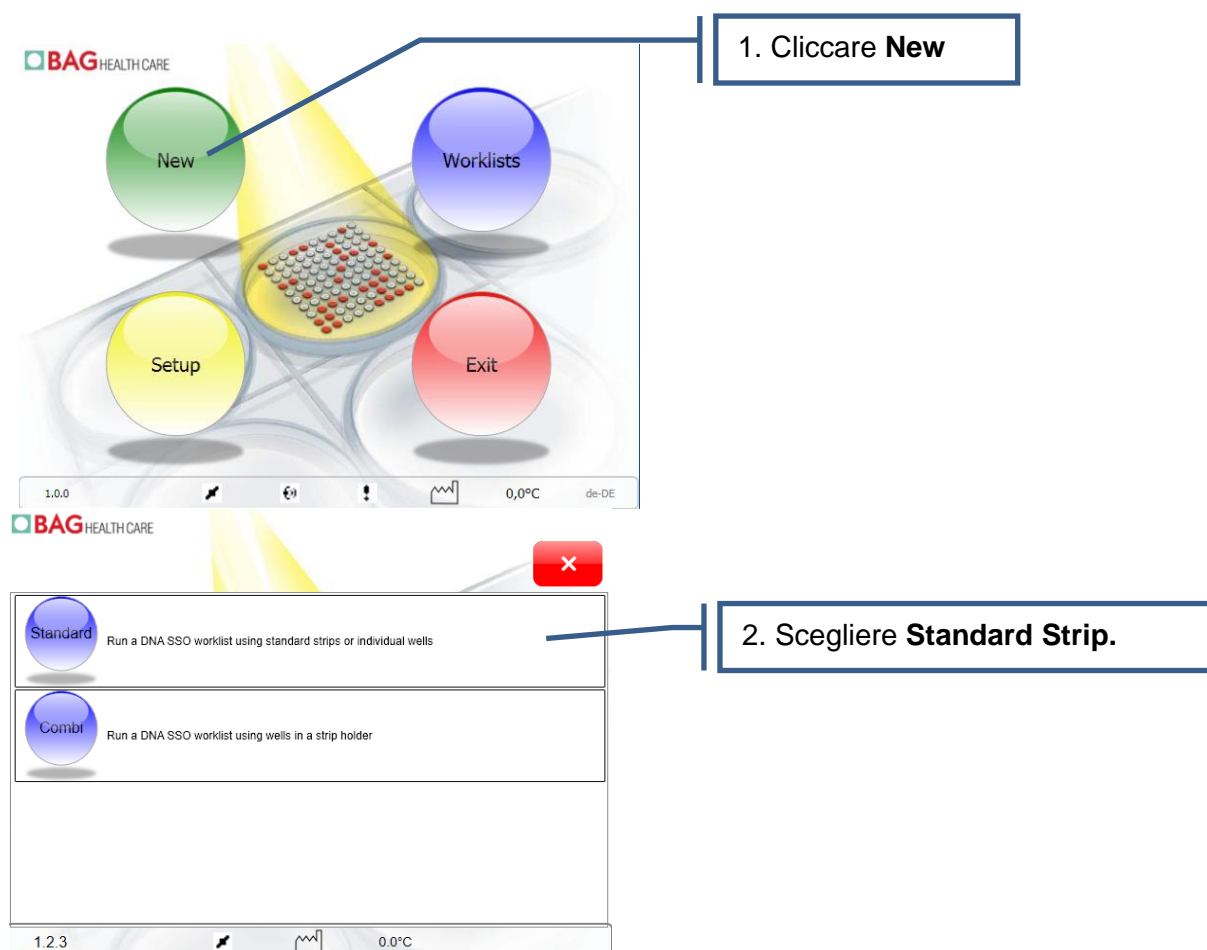 BAG HEALTH CARE
1. Cliccare New
New
Worklists
Setup
Exit
1.0.0
0,0°C
de-DE
BAG HEALTH CARE
×
Standard
Run a DNA SSO worklist using standard strips or individual wells
2. Scegliere Standard Strip.
Combi
Run a DNA SSO worklist using wells in a strip holder
1.2.3
0.0°C